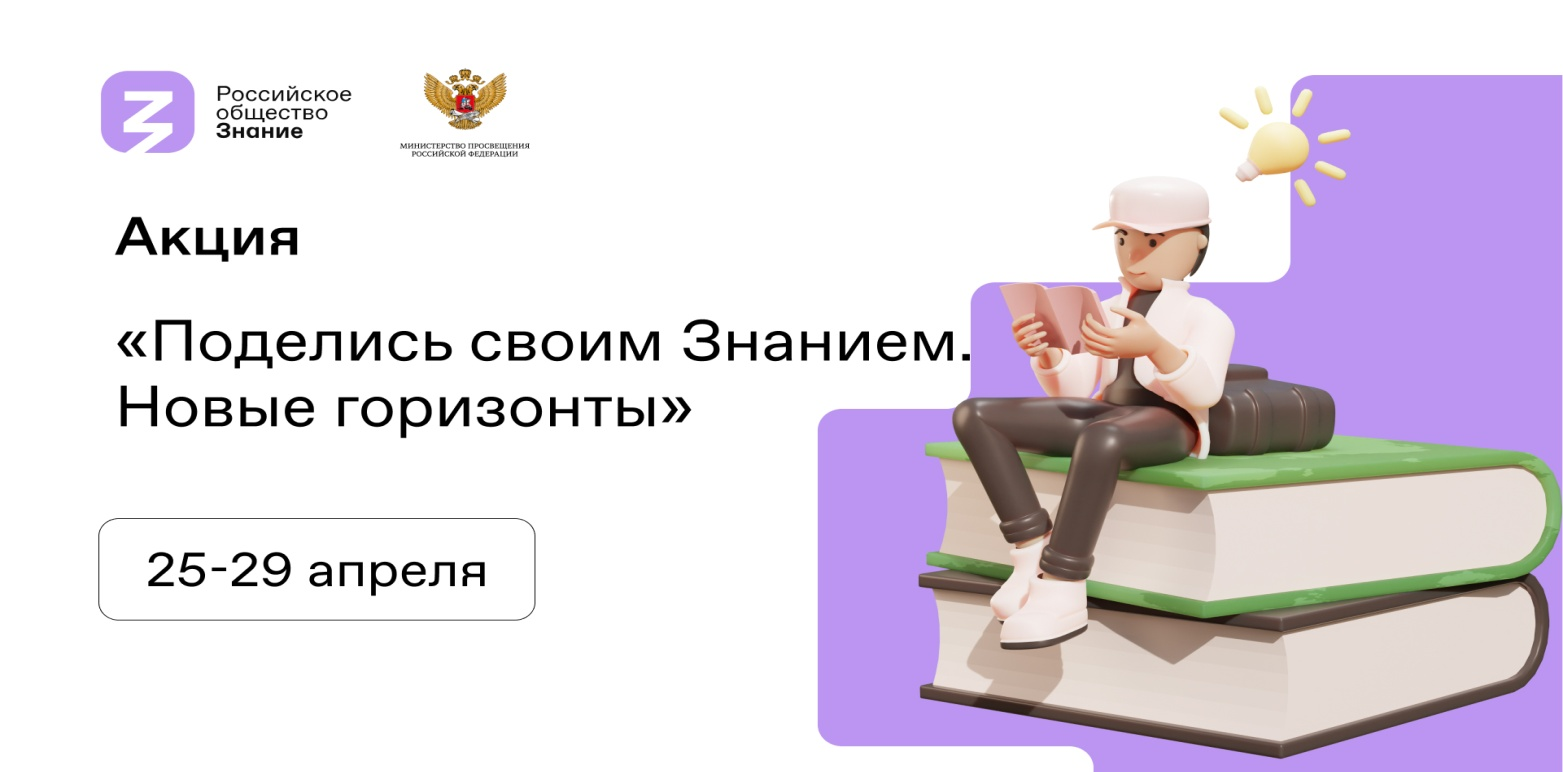 Российское
общество
Знание
МИНИСТЕРСТВО ПРОСВЕЩЕНИЯ
РОССИЙСКОЙ ФЕДЕРАЦИИ
Акция
«Поделись своим Знанием.
Новые горизонты»
25-29 апреля